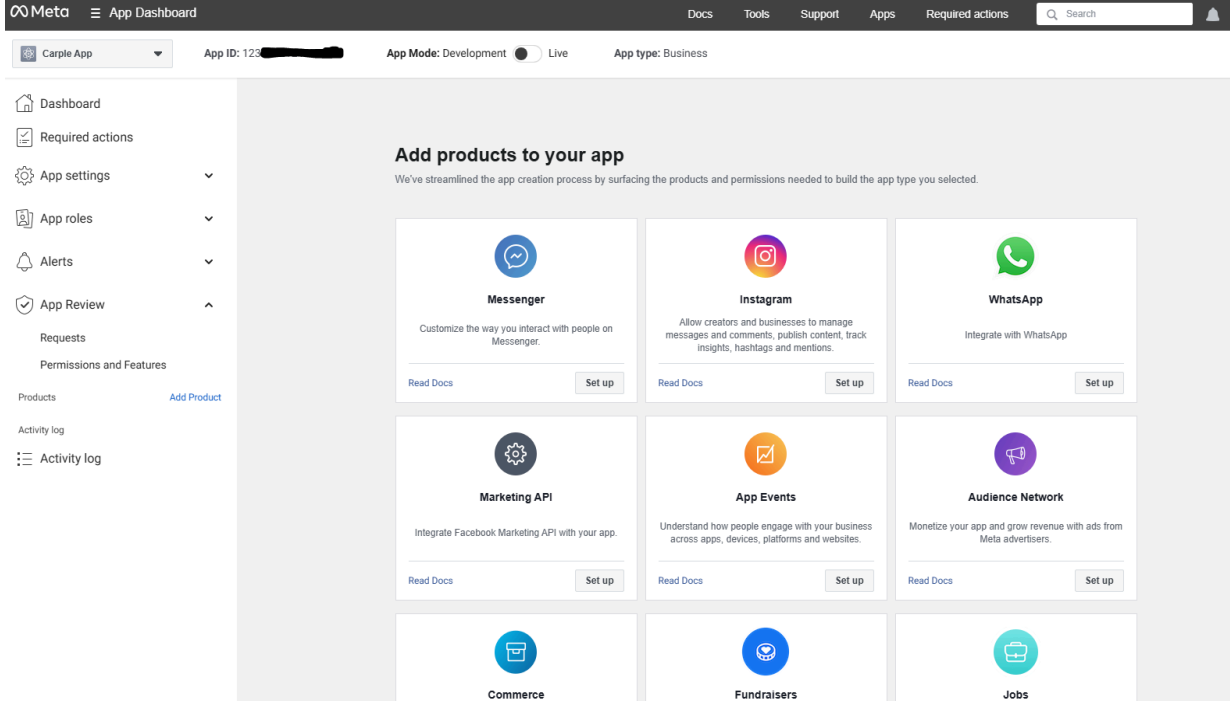 Meta App Dashboard Docs Tools Support Apps Required actions Search
Carple App App ID: 123 App Mode: Development Live App type: Business
Dashboard
Required actions
App settings
App roles
Alerts
App Review
Requests
Permissions and Features
Products Add Product
Activity log
Activity log
Add products to your app
We've streamlined the app creation process by surfacing the products and permissions needed to build the app type you selected.
Messenger
Customize the way you interact with people on
Messenger.
Read Docs Set up
Instagram
Allow creators and businesses to manage
messages and comments, publish content, track
insights, hashtags and mentions.
Read Docs Set up
WhatsApp
Integrate with WhatsApp
Read Docs Set up
Marketing API
Integrate Facebook Marketing API with your app.
Read Docs Set up
App Events
Understand how people engage with your business
across apps, devices, platforms and websites.
Read Docs Set up
Audience Network
Monetize your app and grow revenue with ads from
Meta advertisers.
Read Docs Set up
Commerce
Fundraisers
Jobs